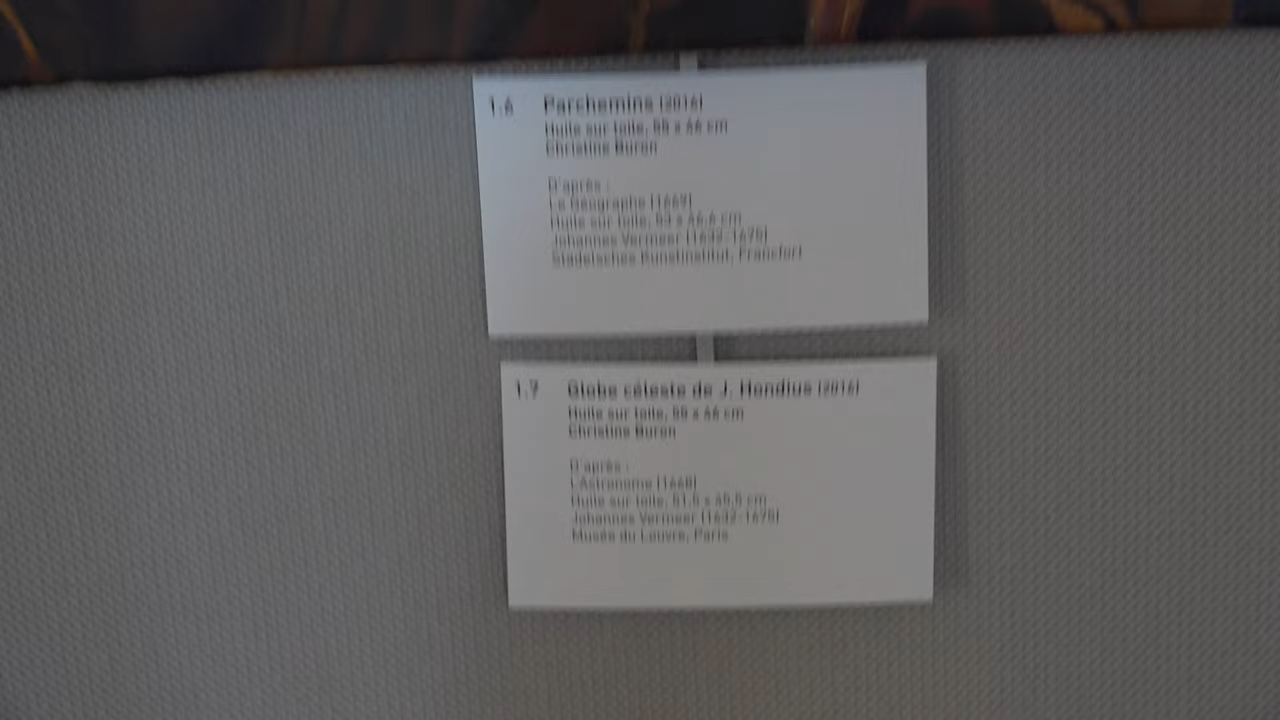 1.6 Parchemins (2016)
Huile sur toile, 55 x 46 cm
Christine Buron
D'après :
Le Géographe (1669)
Huile sur toile, 53 x 46,6 cm
Johannes Vermeer (1632-1675)
Städelsches Kunstinstitut, Francfort
1.7 Globe céleste de J. Hondius (2016)
Huile sur toile, 55 x 46 cm
Christine Buron
D'après :
L'Astronome (1668)
Huile sur toile, 51,5 x 45,5 cm
Johannes Vermeer (1632-1675)
Musée du Louvre, Paris